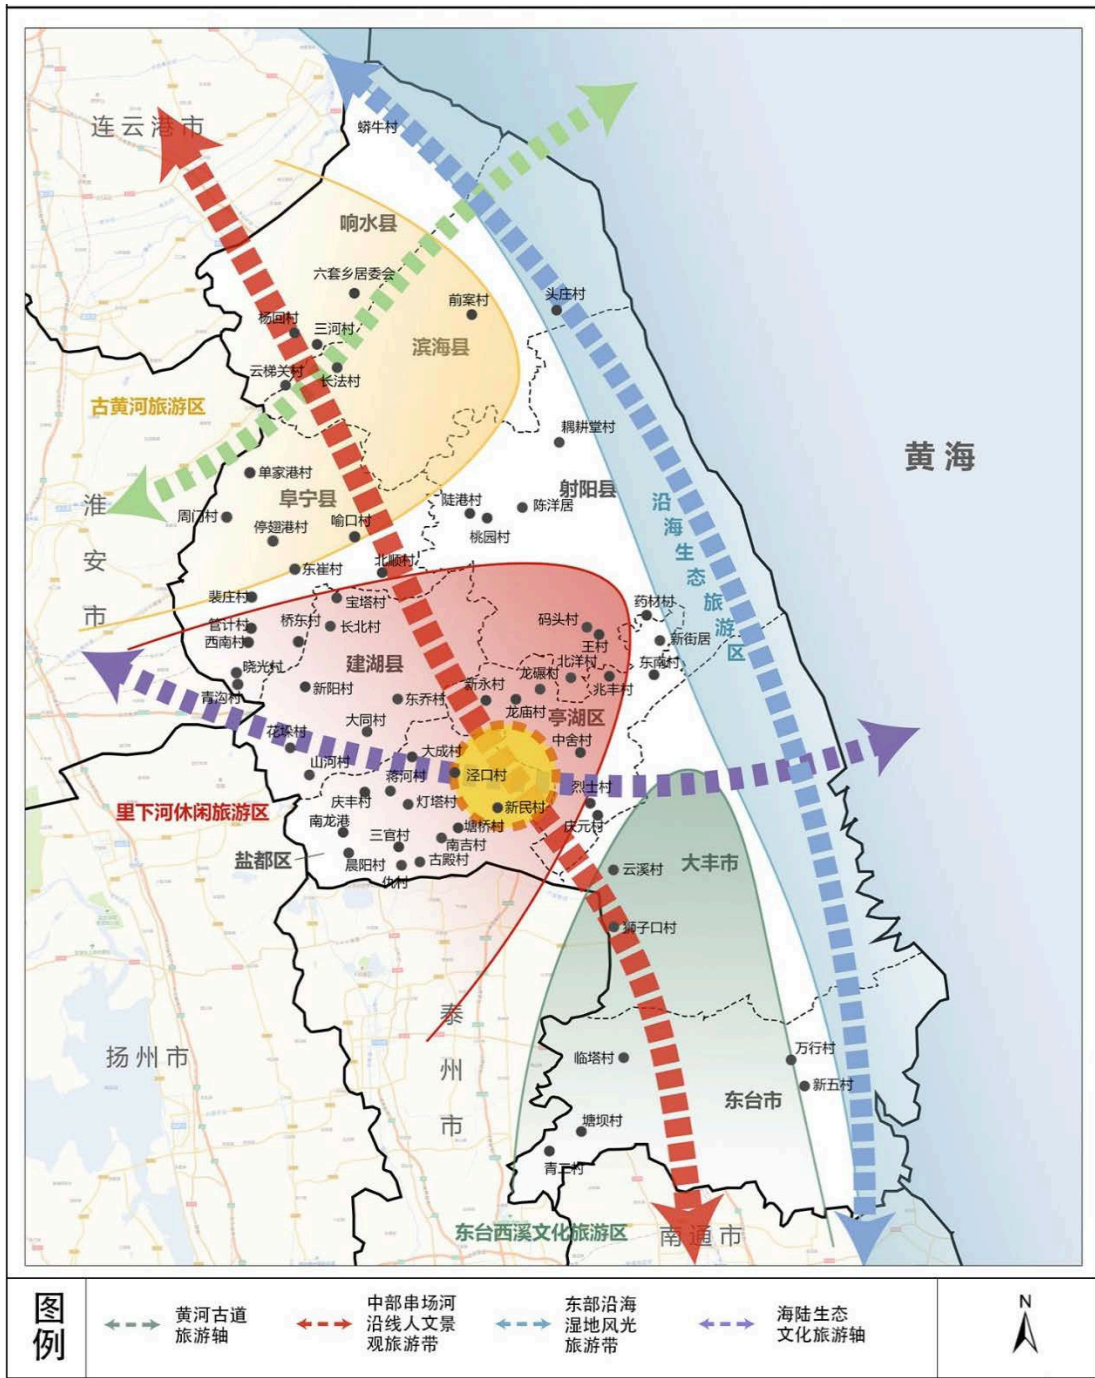 连云港市
蟒牛村
响水县
六套乡居委会
前案村
头庄村
杨回村
三河村
滨海县
云梯关村
长法村
古黄河旅游区
耦耕堂村
黄海
单家港村
射阳县
阜宁县
陡港村
陈洋居
沿海生态旅游区
淮安市
周门村
停翅港村
喻口村
桃园村
东崔村
北顺村
裴庄村
宝塔村
药材村
管计村
桥东村
长北村
码头村
王村
新街居
西南村
建湖县
北洋村
东南村
晓光村
龙碾村
兆丰村
青沟村
新阳村
东乔村
新永村
龙庙村
亭湖区
大同村
花垛村
中舍村
大成村
山河村
泾口村
蒋河村
烈士村
里下河休闲旅游区
庆丰村
灯塔村
新民村
庆元村
南龙港
塘桥村
三官村
南吉村
盐都区
晨阳村
古殿村
仇村
云溪村
大丰市
狮子口村
泰州市
扬州市
临塔村
万行村
新五村
东台市
塘坝村
青二村
东台西溪文化旅游区
南通市
图例
黄河古道
旅游轴
中部串场河
沿线人文景
观旅游带
东部沿海
湿地风光
旅游带
海陆生态
文化旅游轴
N